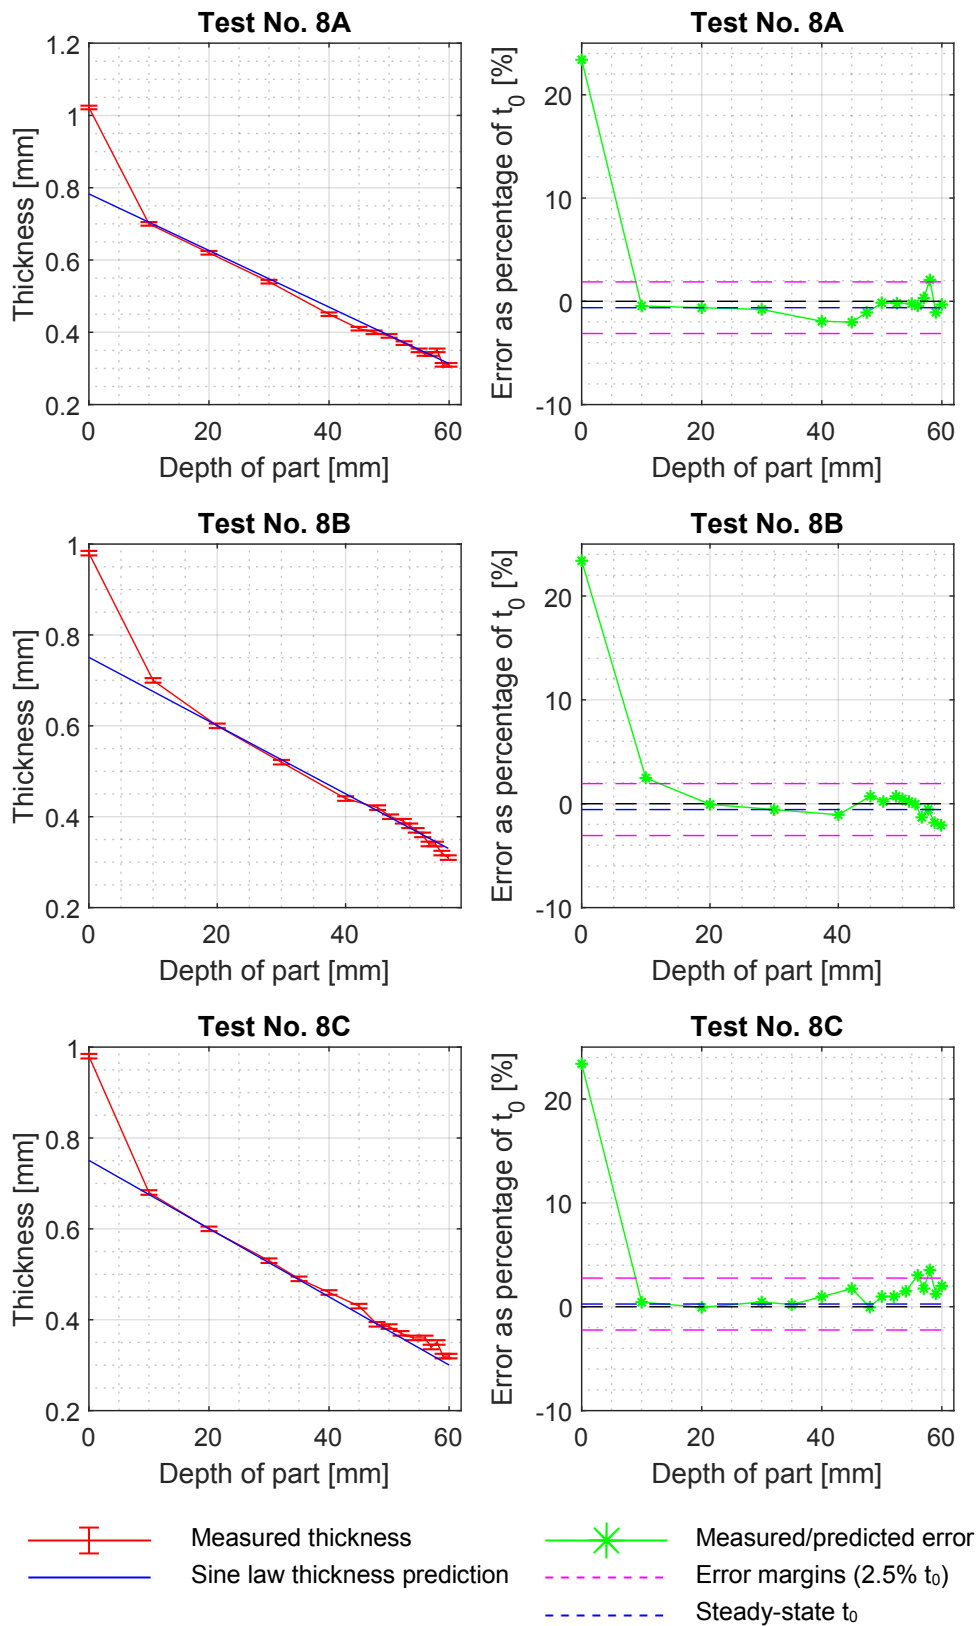 Test No. 8A
Thickness [mm]
1.2
1
0.8
0.6
0.4
0.2
0
20
40
60
Depth of part [mm]
Test No. 8A
Error as percentage of t₀ [%]
20
10
0
-10
0
20
40
60
Depth of part [mm]
Test No. 8B
Thickness [mm]
1
0.8
0.6
0.4
0.2
0
20
40
Depth of part [mm]
Test No. 8B
Error as percentage of t₀ [%]
20
10
0
-10
0
20
40
Depth of part [mm]
Test No. 8C
Thickness [mm]
1
0.8
0.6
0.4
0.2
0
20
40
60
Depth of part [mm]
Test No. 8C
Error as percentage of t₀ [%]
20
10
0
-10
0
20
40
60
Depth of part [mm]
Measured thickness
Sine law thickness prediction
Measured/predicted error
Error margins (2.5% t₀)
Steady-state t₀